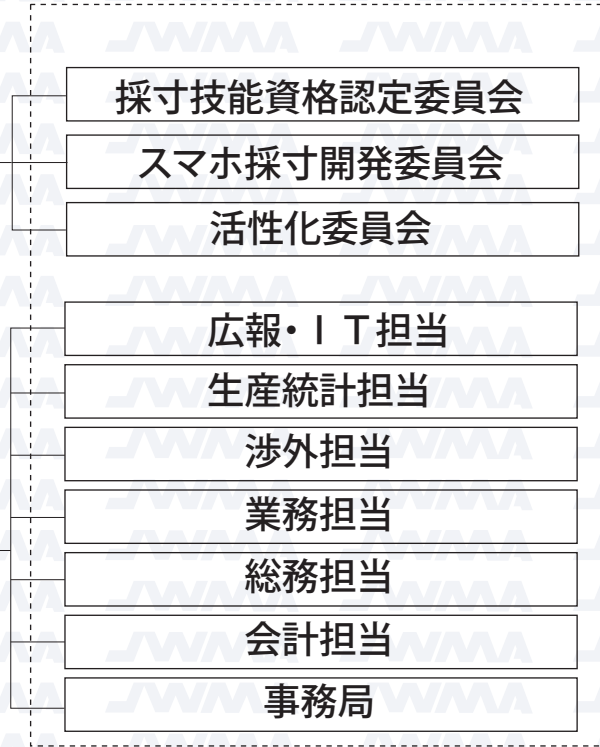 採寸技能資格認定委員会
スマホ採寸開発委員会
活性化委員会
広報・ＩＴ担当
生産統計担当
渉外担当
業務担当
総務担当
会計担当
事務局